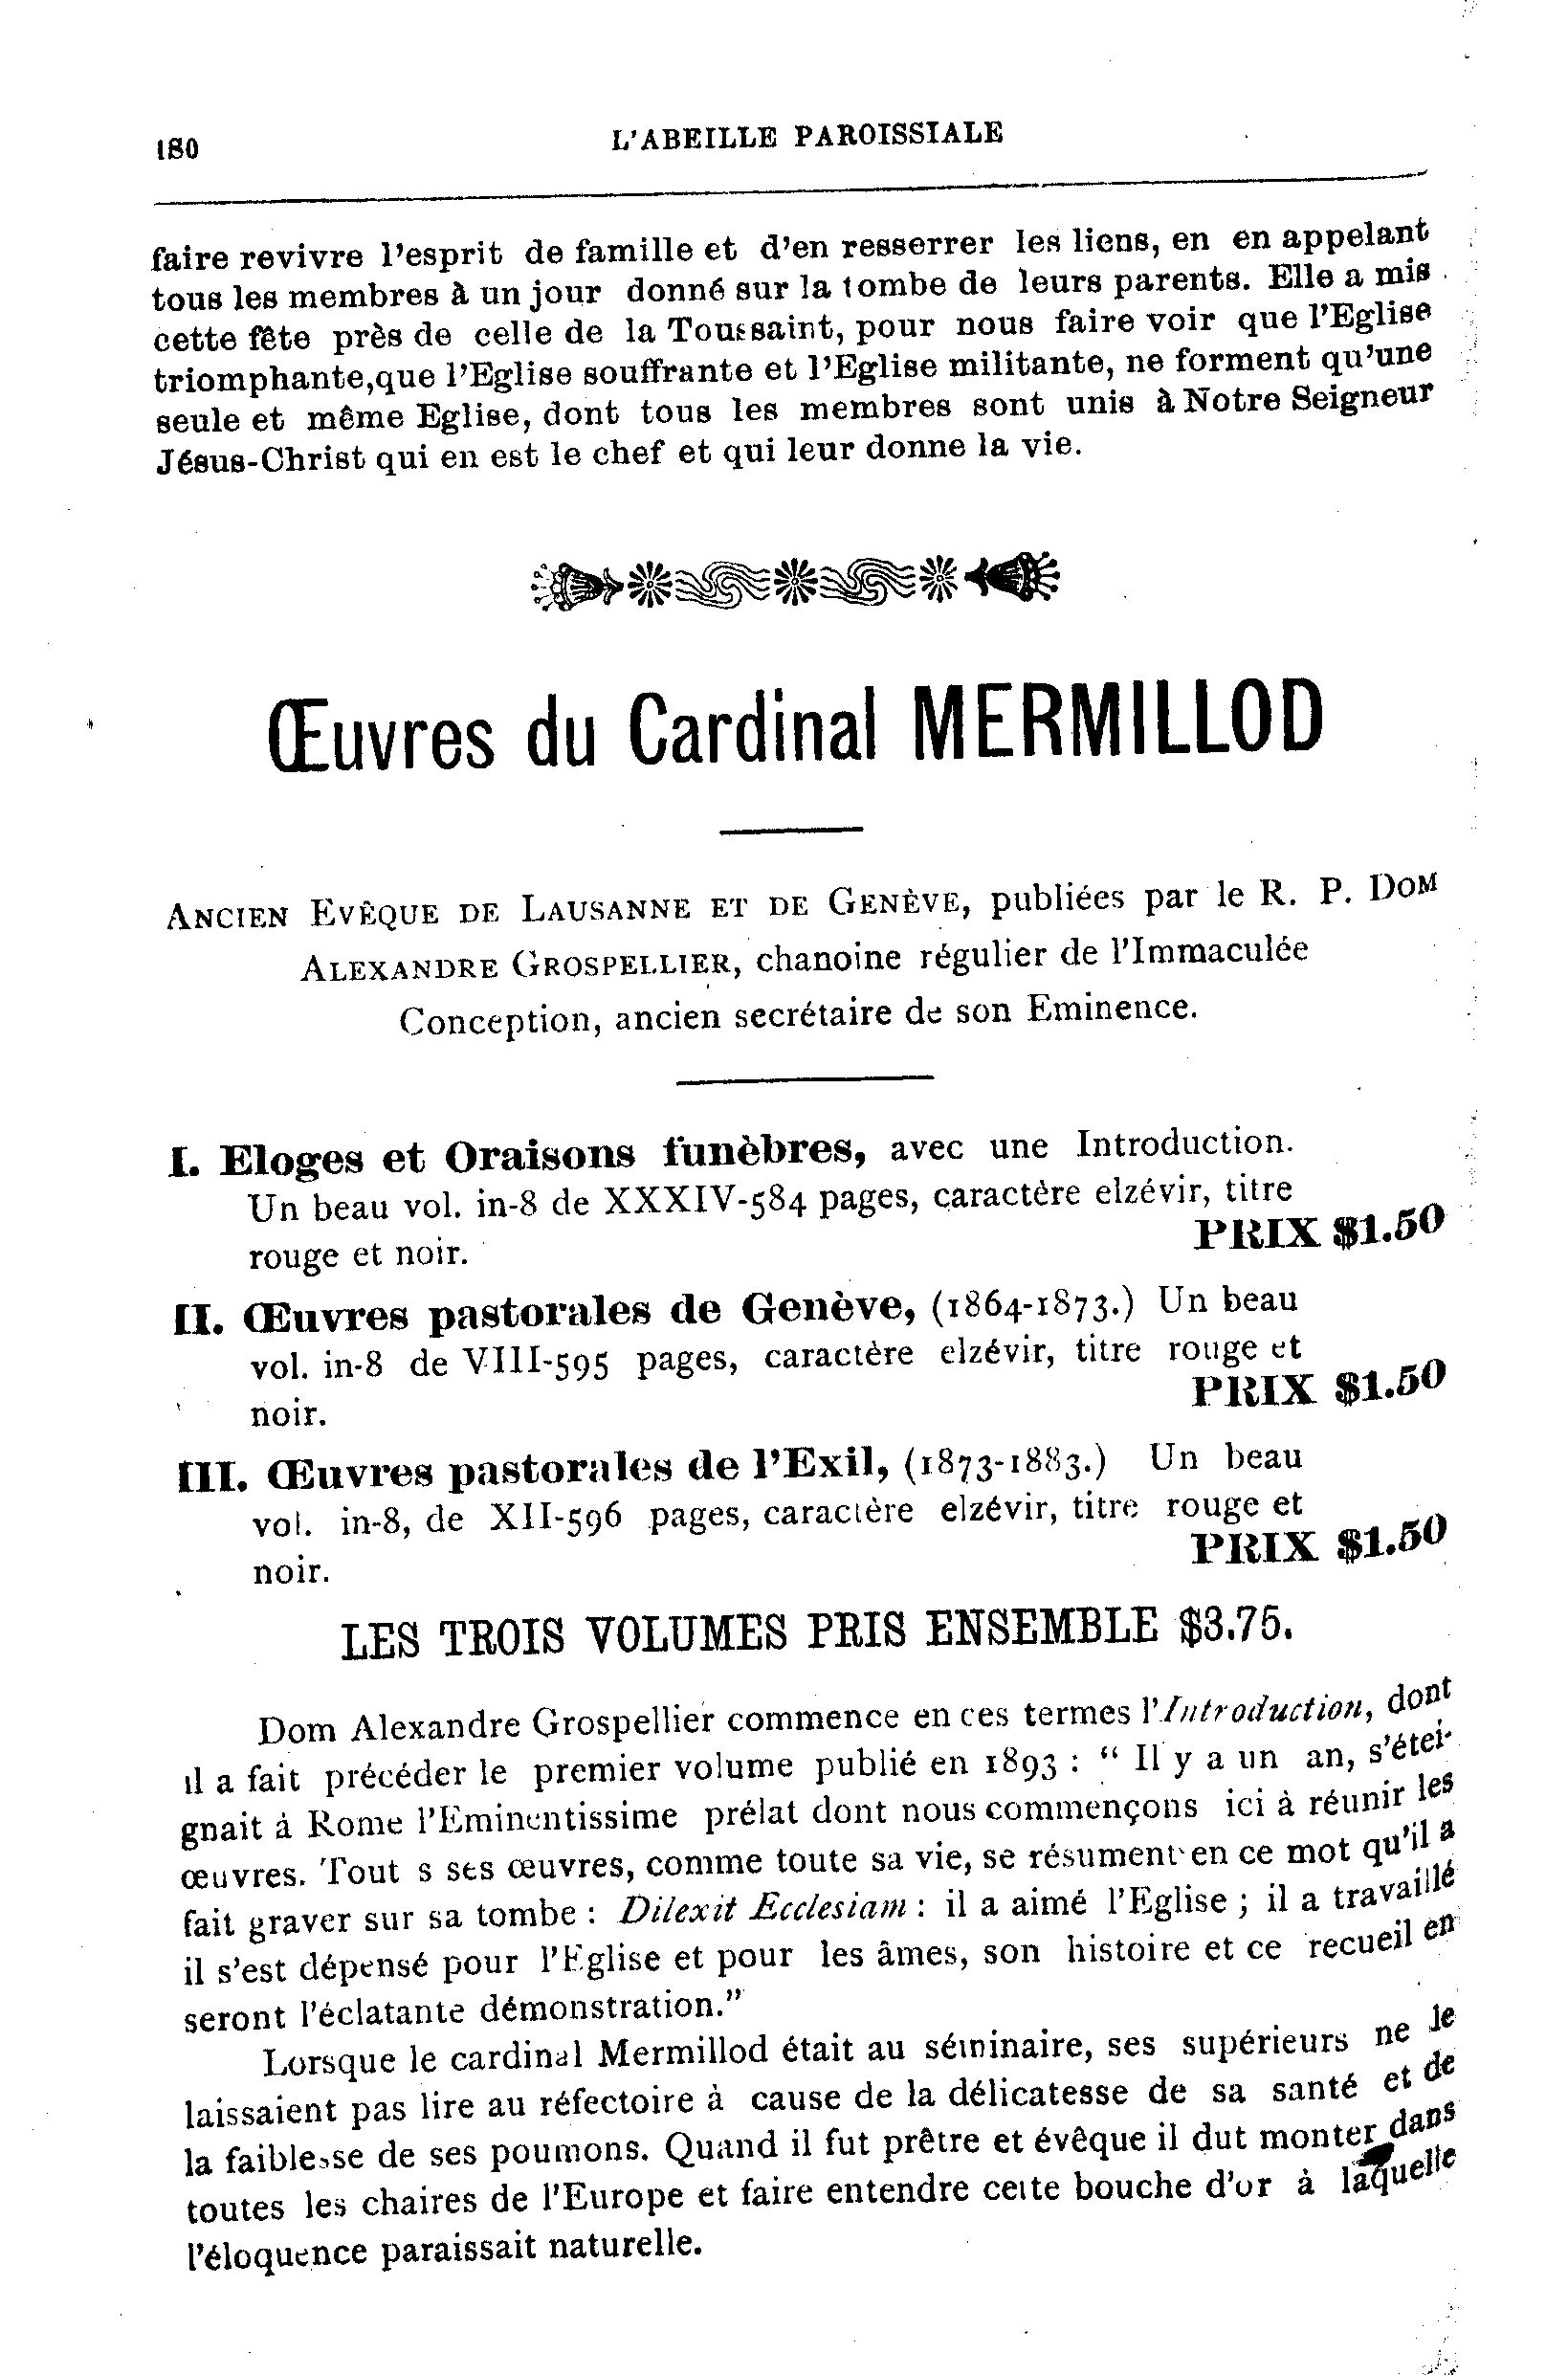 180
L'ABEILLE PAROISSIALE
faire revivre l'esprit de famille et d'en resserrer les liens, en en appelant
tous les membres à un jour donné sur la tombe de leurs parents. Elle a mis
cette fête près de celle de la Toussaint, pour nous faire voir que l'Eglise
triomphante,que l'Eglise souffrante et l'Eglise militante, ne forment qu'une
seule et même Eglise, dont tous les membres sont unis à Notre Seigneur
Jésus-Christ qui en est le chef et qui leur donne la vie.
Œuvres du Cardinal MERMILLOD
ANCIEN EVÊQUE DE LAUSANNE ET DE GENÈVE, publiées par le R. P. DOM
ALEXANDRE GROSPELLIER, chanoine régulier de l'Immaculée
Conception, ancien secrétaire de son Eminence.
I. Eloges et Oraisons funèbres, avec une Introduction.
Un beau vol. in-8 de XXXIV-584 pages, caractère elzévir, titre
rouge et noir. PRIX $1.50
II. Œuvres pastorales de Genève, (1864-1873.) Un beau
vol. in-8 de VIII-595 pages, caractère elzévir, titre rouge et
noir. PRIX $1.50
III. Œuvres pastorales de l'Exil, (1873-1883.) Un beau
vol. in-8, de XII-596 pages, caractère elzévir, titre rouge et
noir. PRIX $1.50
LES TROIS VOLUMES PRIS ENSEMBLE $3.75.
Dom Alexandre Grospellier commence en ces termes l'Introduction, dont
il a fait précéder le premier volume publié en 1893 : " Il y a un an, s'étei-
gnait à Rome l'Eminentissime prélat dont nous commençons ici à réunir les
œuvres. Tout s ses œuvres, comme toute sa vie, se résument en ce mot qu'il a
fait graver sur sa tombe : Dilexit Ecclesiam : il a aimé l'Eglise ; il a travaillé
il s'est dépensé pour l'Eglise et pour les âmes, son histoire et ce recueil en
seront l'éclatante démonstration."
Lorsque le cardinal Mermillod était au séminaire, ses supérieurs ne le
laissaient pas lire au réfectoire à cause de la délicatesse de sa santé et de
la faiblesse de ses poumons. Quand il fut prêtre et évêque il dut monter dans
toutes les chaires de l'Europe et faire entendre cette bouche d'or à laquelle
l'éloquence paraissait naturelle.